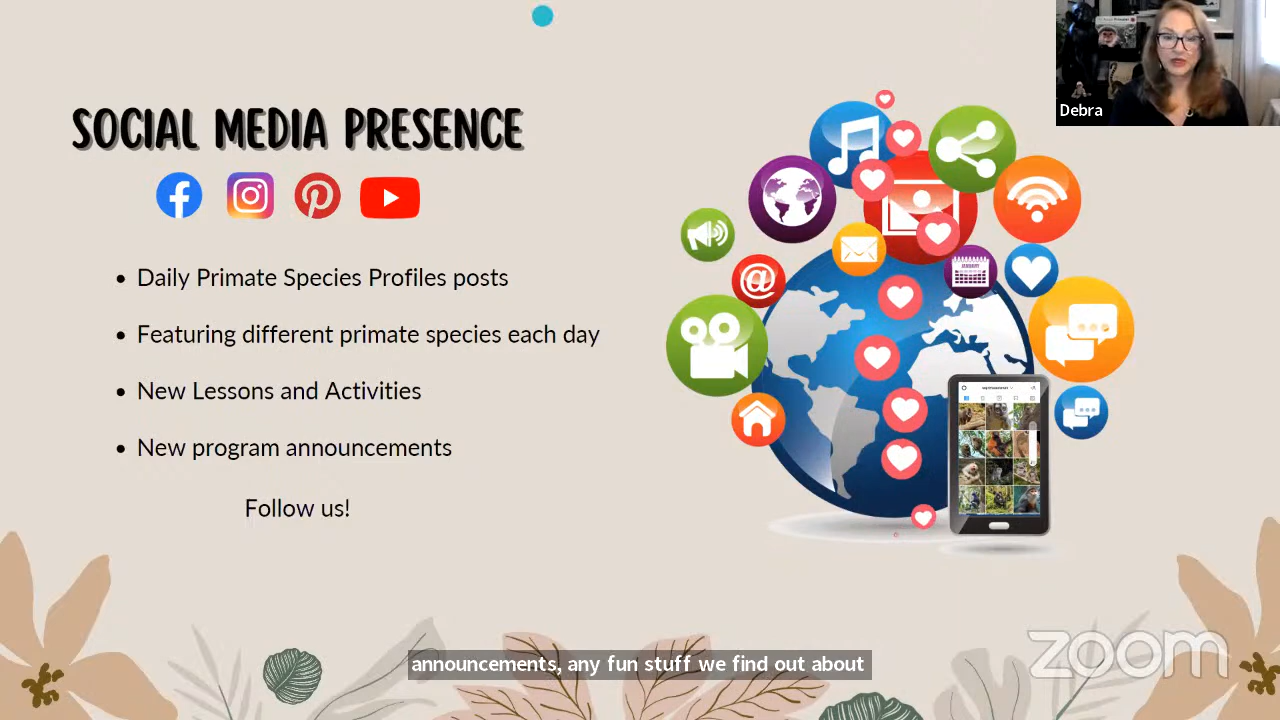 Debra
SOCIAL MEDIA PRESENCE
Daily Primate Species Profiles posts
Featuring different primate species each day
New Lessons and Activities
New program announcements
Follow us!
announcements, any fun stuff we find out about
zoom